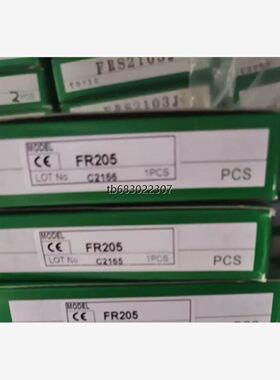 2 PCS
FRS2103J
MODEL
CE FR205
LOT No C2155 1PCS
PCS
tb683022307
MODEL
CE FR205
LOT No C2155 1PCS
PCS
MODEL
CE FR205